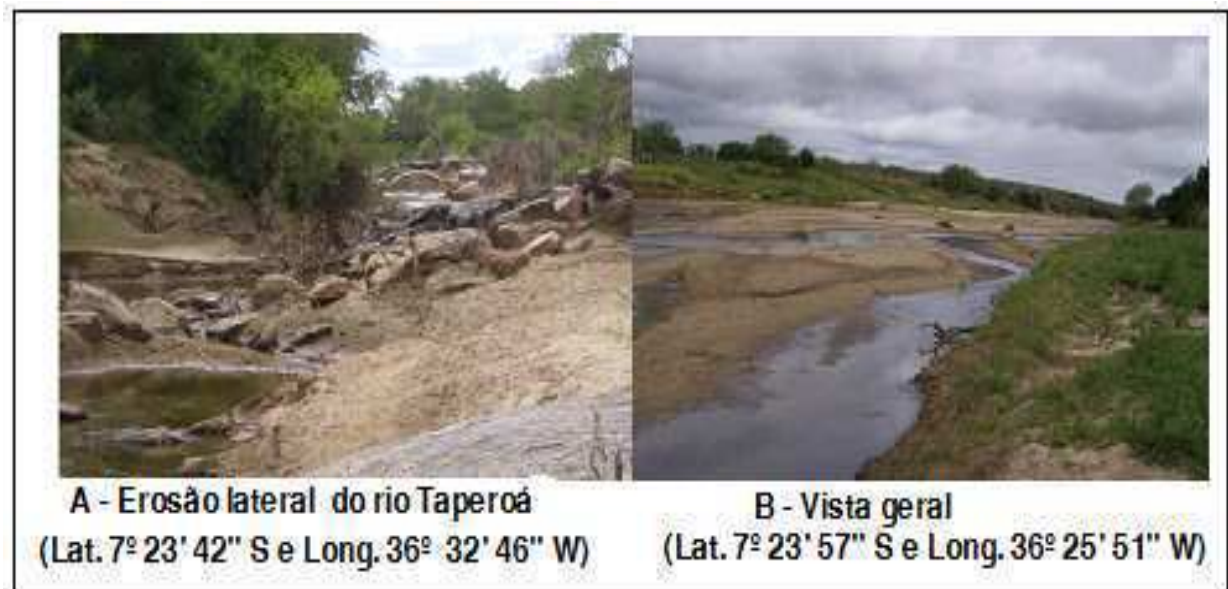 A - Erosão lateral do rio Taperoá
(Lat. 7º 23' 42" S e Long. 36º 32' 46" W)
B - Vista geral
(Lat. 7º 23' 57" S e Long. 36º 25' 51" W)